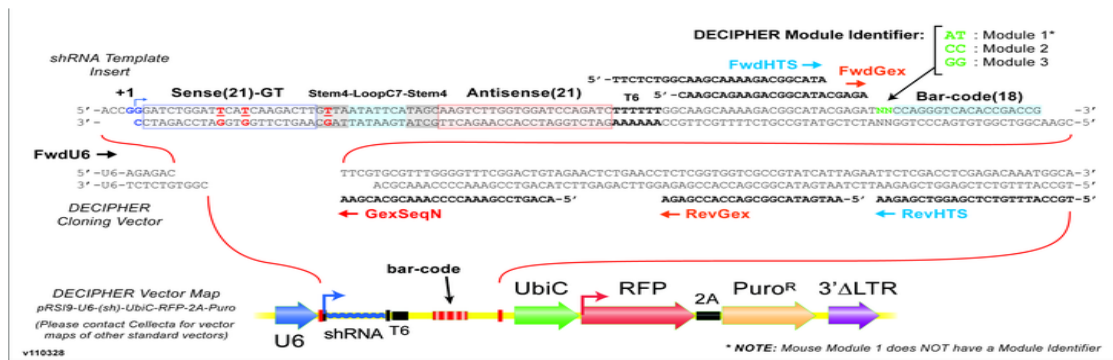 DECIPHER Module Identifier:
AT : Module 1*
CC : Module 2
GG : Module 3
shRNA Template
Insert
FwdHTS
5'-TTCTCTGGCAAGCAAAAGACGGCATA
FwdGex
5'-CAAGCAGAAGACGGCATACGAGA
+1
Sense(21)-GT
Stem4-LoopC7-Stem4
Antisense(21)
T6
Bar-code(18)
5'-ACCGGGATCTGGATTCATCAAGACTTGTTAATATTCATAGCAAGTCTTGGTGGATCCAGATCTTTTTTGGCAAGCAAAAGACGGCATACGAGATNNCCAGGGTCACACCGACCG -3'
3'- CCTAGACCTAGGTGGTTCTGAACGATTATAAGTATCGTTCAGAACCACCTAGGTCTAGAAAAAACCGTTCGTTTTCTGCCGTATGCTCTANNGGTCCCAGTGTGGCTGGCAAGC -5'
FwdU6
5'-U6-AGAGAC
3'-U6-TCTCTGTGGC
TTCGTGCGTTTGGGGTTTCGGACTGTAGAACTCTGAACCTCTCGGTGGTCGCCGTATCATTAGAATTCTCGACCTCGAGACAAATGGCA-3'
ACGCAAACCCCAAAGCCTGACATCTTGAGACTTGGAGAGCCACCAGCGGCATAGTAATCTTAAGAGCTGGAGCTCTGTTTACCGT-5'
DECIPHER
Cloning Vector
AAGCACGCAAACCCCAAAGCCTGACA-5'
AGAGCCACCAGCGGCATAGTAA-5'
AAGAGCTGGAGCTCTGTTTACCGT-5'
GexSeqN
RevGex
RevHTS
bar-code
DECIPHER Vector Map
pRSI9-U6-(sh)-UbiC-RFP-2A-Puro
(Please contact Cellecta for vector
maps of other standard vectors)
U6
shRNA
T6
UbiC
RFP
2A
PuroR
3'ΔLTR
v110328
* NOTE: Mouse Module 1 does NOT have a Module Identifier